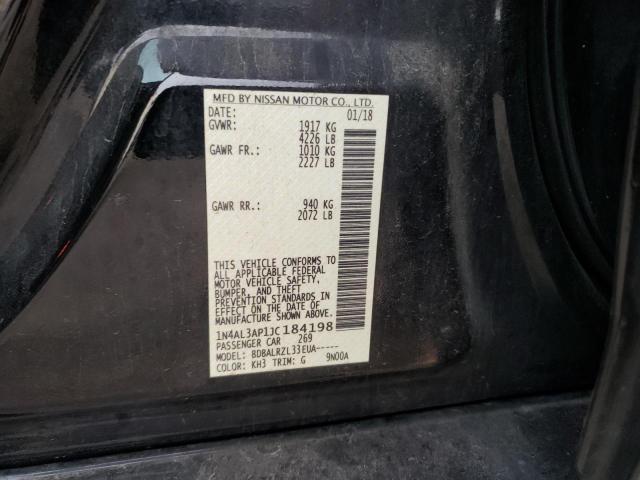 MFD BY NISSAN MOTOR CO., LTD.
DATE: 01/18
GVWR: 1917 KG
4226 LB
GAWR FR.: 1010 KG
2227 LB
GAWR RR.: 940 KG
2072 LB
THIS VEHICLE CONFORMS TO
ALL APPLICABLE FEDERAL
MOTOR VEHICLE SAFETY,
BUMPER, AND THEFT
PREVENTION STANDARDS IN
EFFECT ON THE DATE OF
MANUFACTURE SHOWN ABOVE.
1N4AL3AP1JC184198
PASSENGER CAR 269
MODEL: BDBALRZL33EUA-----
COLOR: KH3 TRIM: G 9N00A